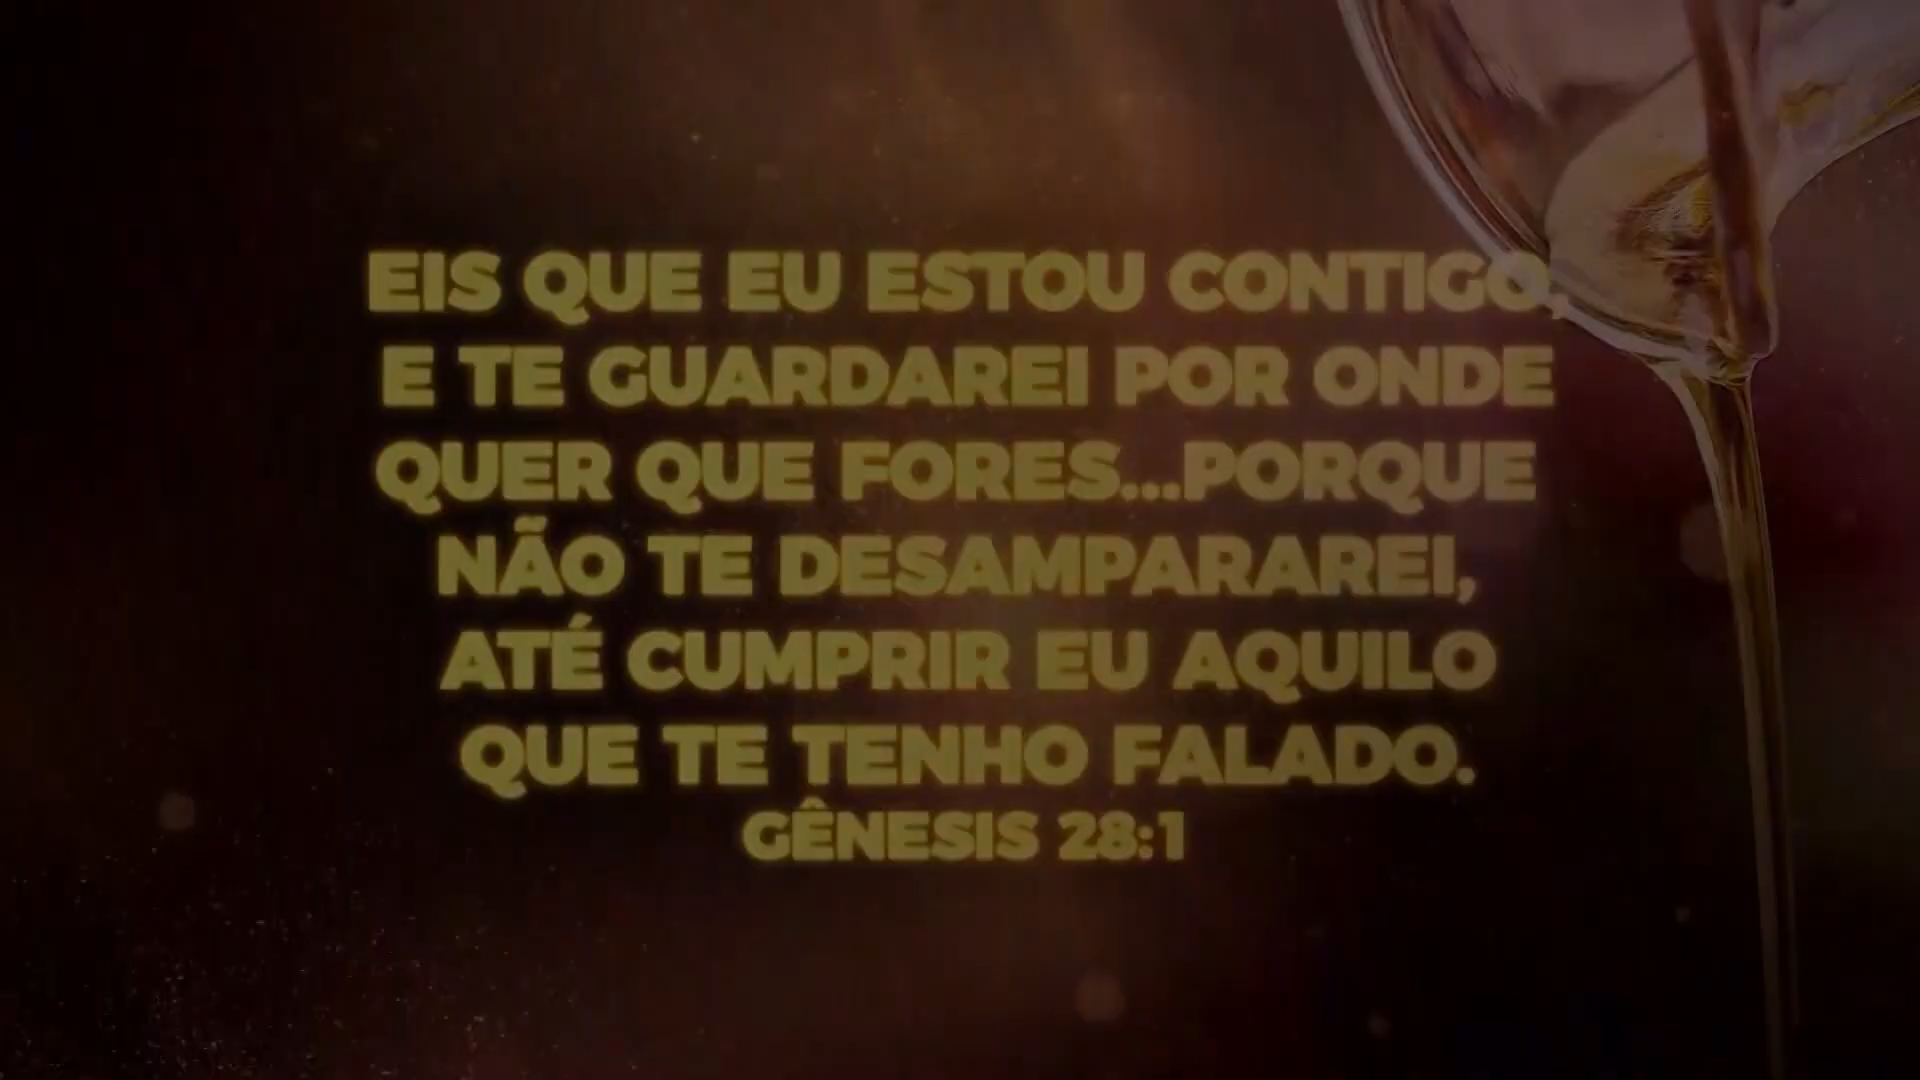 EIS QUE EU ESTOU CONTIGO,
E TE GUARDAREI POR ONDE
QUER QUE FORES...PORQUE
NÃO TE DESAMPARAREI,
ATÉ CUMPRIR EU AQUILO
QUE TE TENHO FALADO.
GÊNESIS 28:1